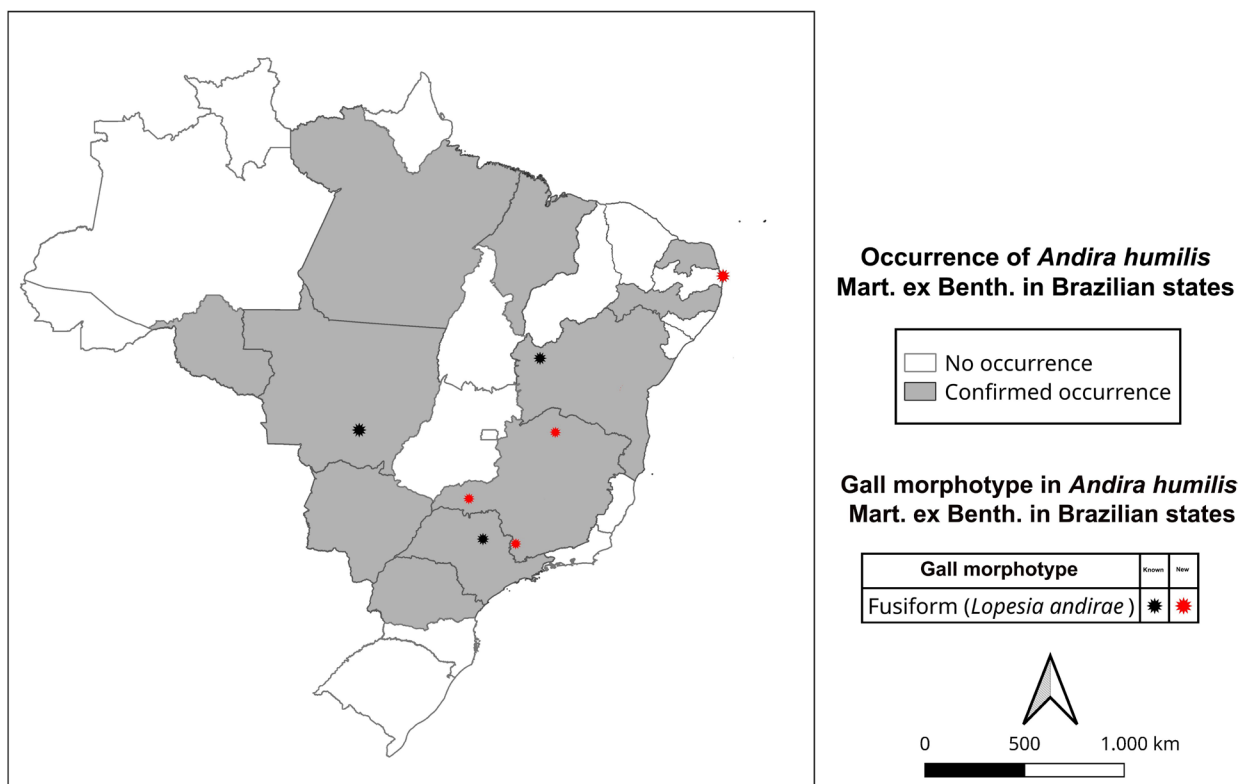 Occurrence of Andira humilis
Mart. ex Benth. in Brazilian states
No occurrence
Confirmed occurrence
Gall morphotype in Andira humilis
Mart. ex Benth. in Brazilian states
Gall morphotype Known New
Fusiform (Lopesia andirae )
0 500 1.000 km